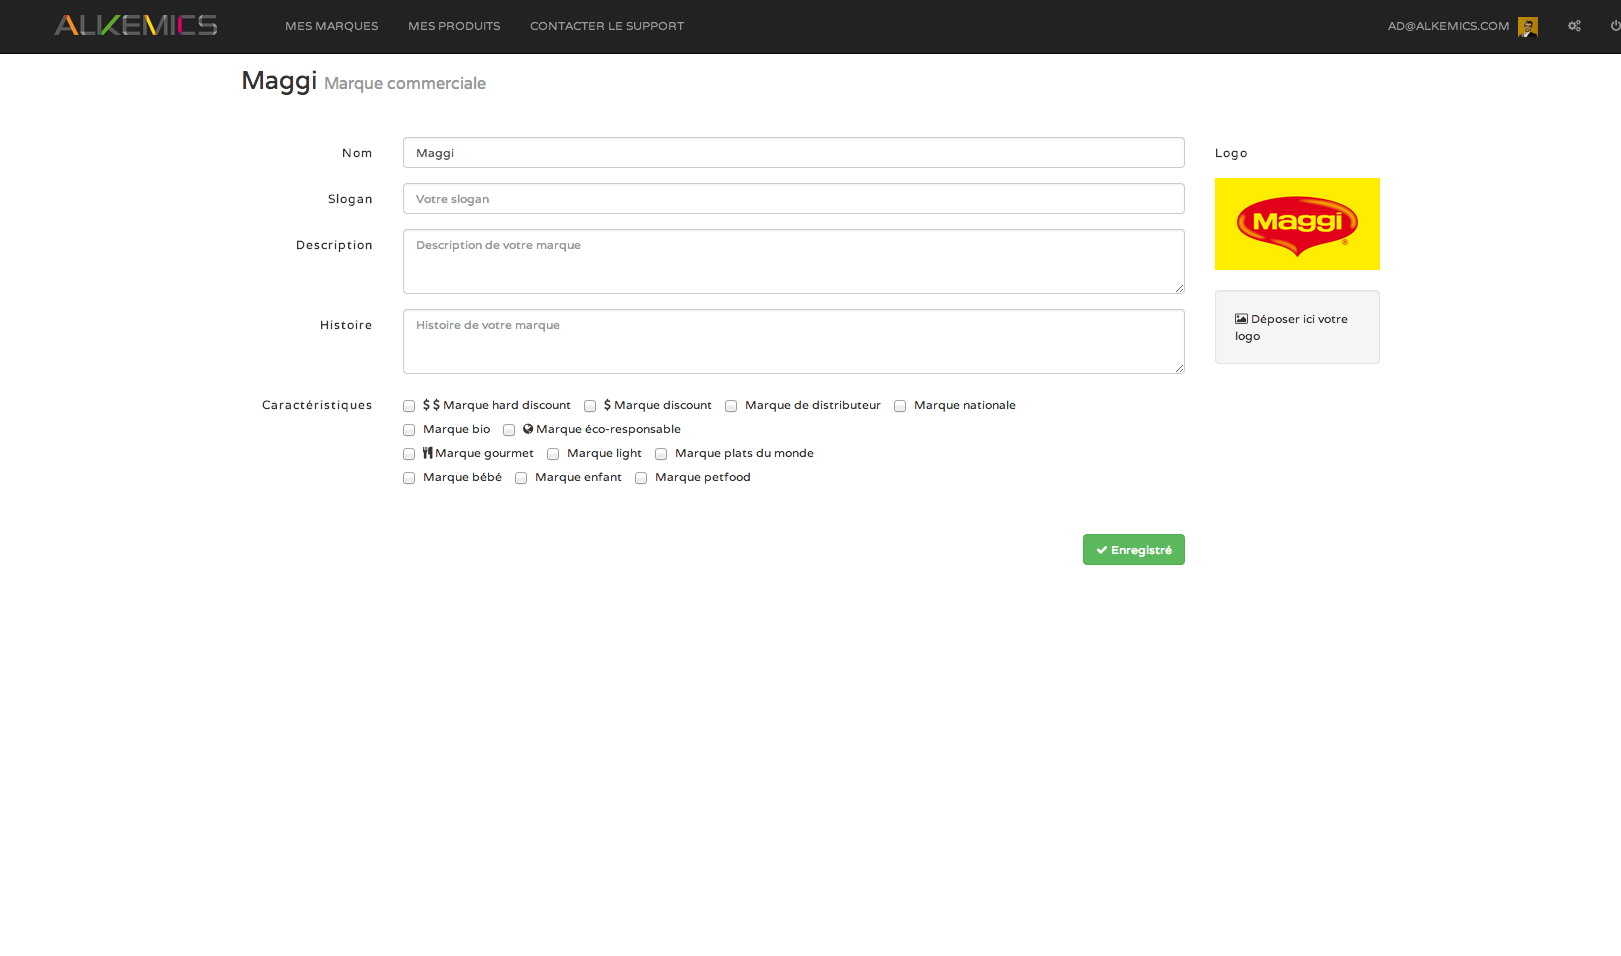 ALKEMICS MES MARQUES MES PRODUITS CONTACTER LE SUPPORT AD@ALKEMICS.COM
Maggi Marque commerciale
Nom Maggi
Logo
Slogan Votre slogan
Maggi ®
Description Description de votre marque
Histoire Histoire de votre marque
Déposer ici votre
logo
Caractéristiques $ $ Marque hard discount $ Marque discount Marque de distributeur Marque nationale
Marque bio Marque éco-responsable
Marque gourmet Marque light Marque plats du monde
Marque bébé Marque enfant Marque petfood
Enregistré